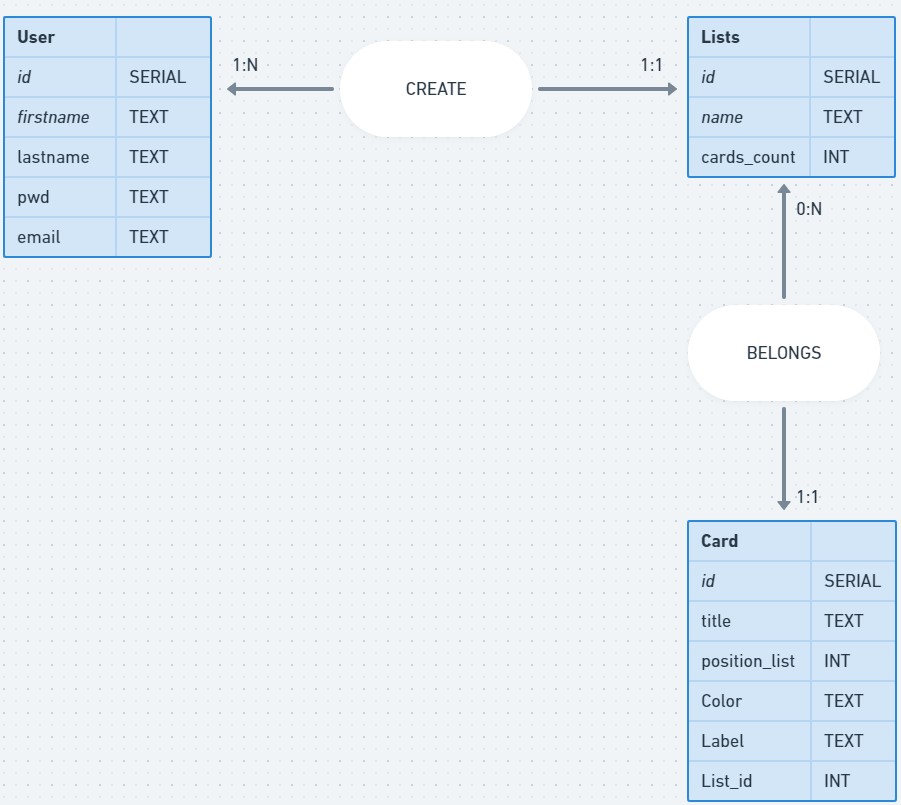 User
id SERIAL
firstname TEXT
lastname TEXT
pwd TEXT
email TEXT
1:N
CREATE
1:1
Lists
id SERIAL
name TEXT
cards_count INT
0:N
BELONGS
1:1
Card
id SERIAL
title TEXT
position_list INT
Color TEXT
Label TEXT
List_id INT